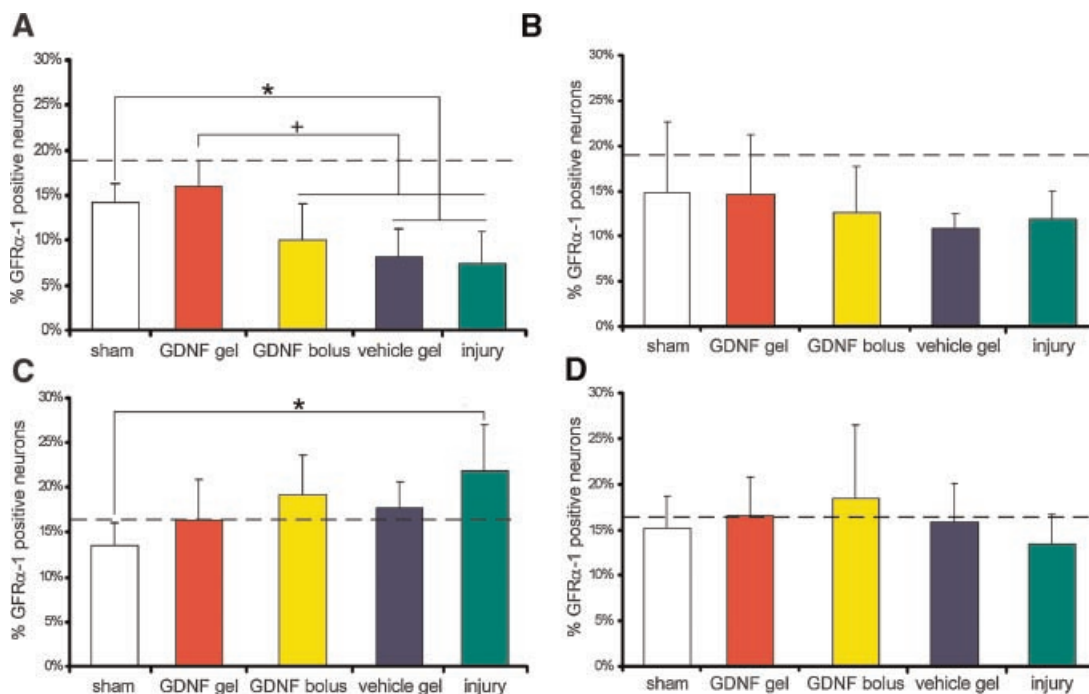 A
30%
25%
20%
15%
10%
5%
0%
% GFRα-1 positive neurons
*
+
sham GDNF gel GDNF bolus vehicle gel injury
B
30%
25%
20%
15%
10%
5%
0%
% GFRα-1 positive neurons
sham GDNF gel GDNF bolus vehicle gel injury
C
30%
25%
20%
15%
10%
5%
0%
% GFRα-1 positive neurons
*
sham GDNF gel GDNF bolus vehicle gel injury
D
30%
25%
20%
15%
10%
5%
0%
% GFRα-1 positive neurons
sham GDNF gel GDNF bolus vehicle gel injury